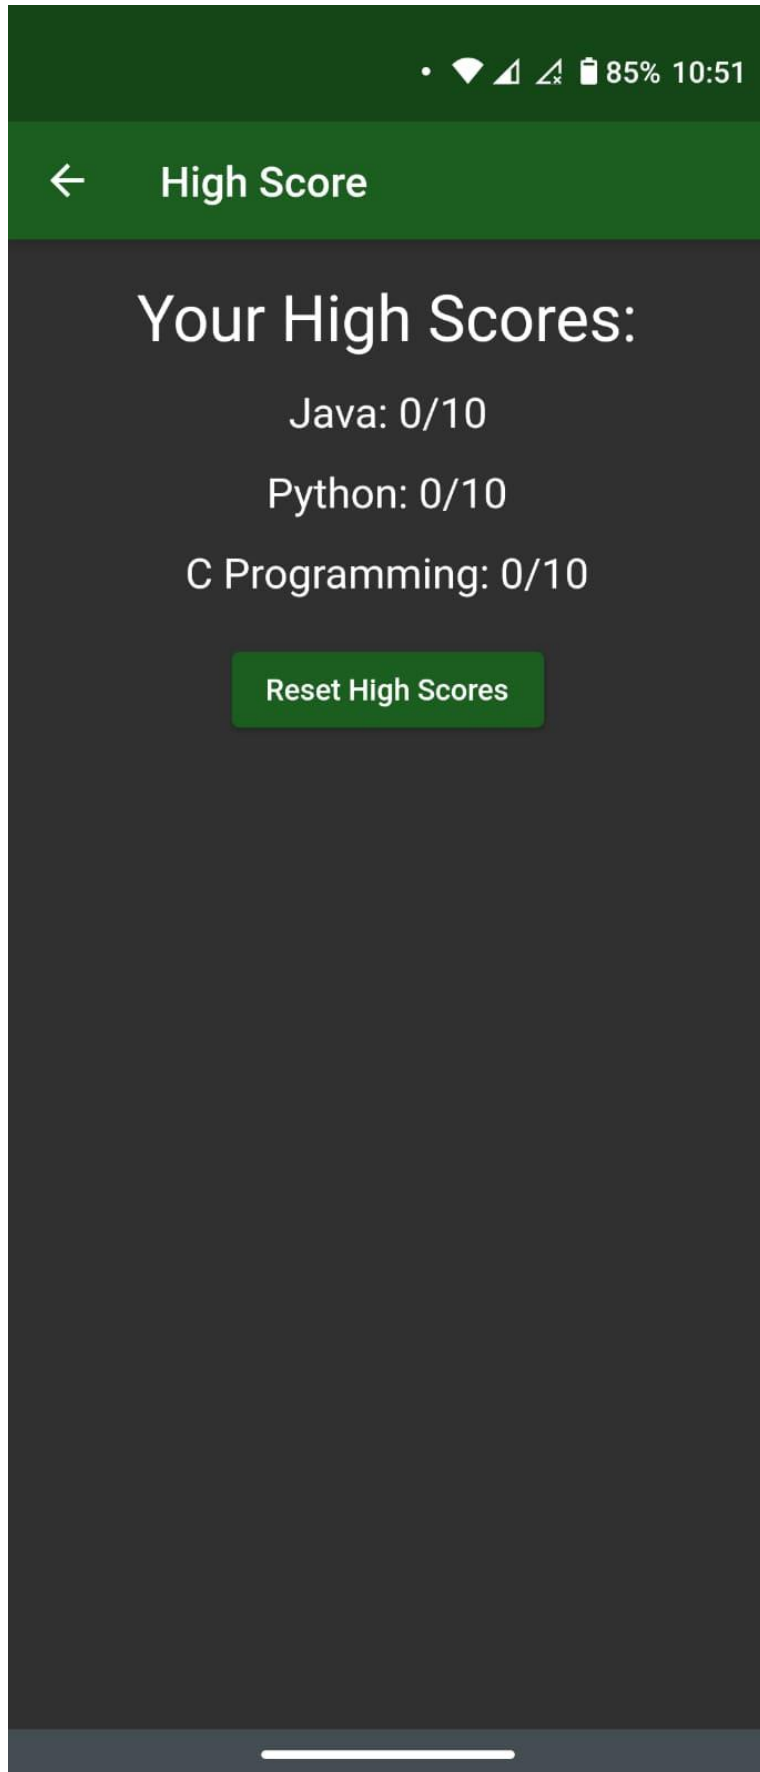 85% 10:51
High Score
Your High Scores:
Java: 0/10
Python: 0/10
C Programming: 0/10
Reset High Scores